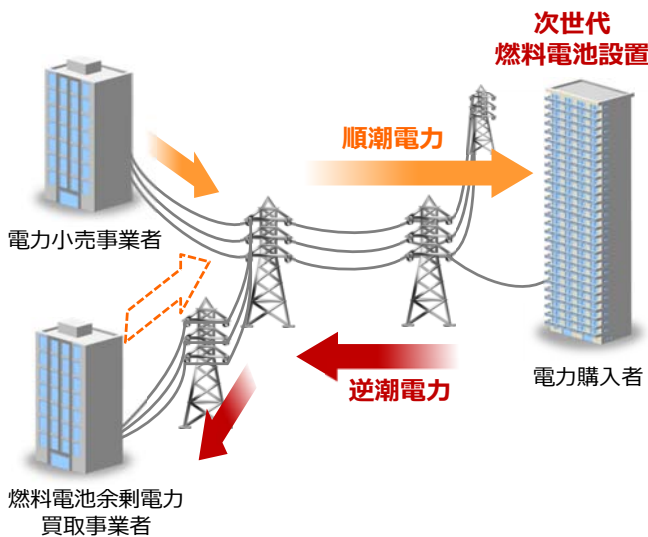 次世代
燃料電池設置
順潮電力
電力小売事業者
電力購入者
逆潮電力
燃料電池余剰電力
買取事業者